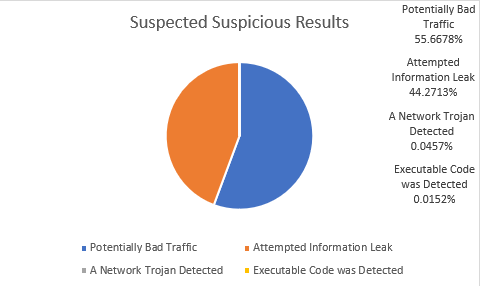 Suspected Suspicious Results
Potentially Bad
Traffic
55.6678%
Attempted
Information Leak
44.2713%
A Network Trojan
Detected
0.0457%
Executable Code
was Detected
0.0152%
Potentially Bad Traffic
Attempted Information Leak
A Network Trojan Detected
Executable Code was Detected